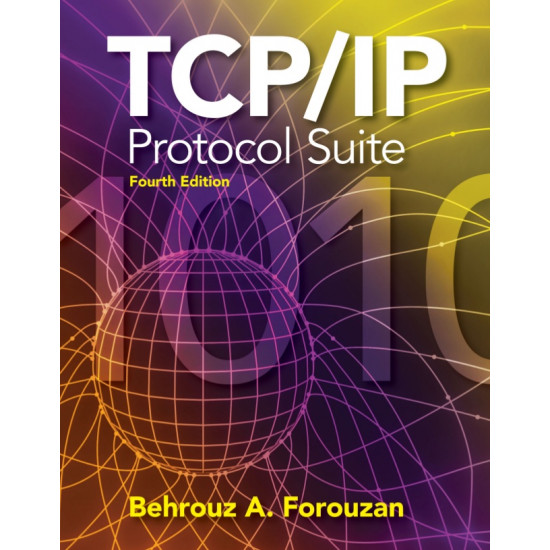 TCP/IP
Protocol Suite
Fourth Edition
1010
Behrouz A. Forouzan